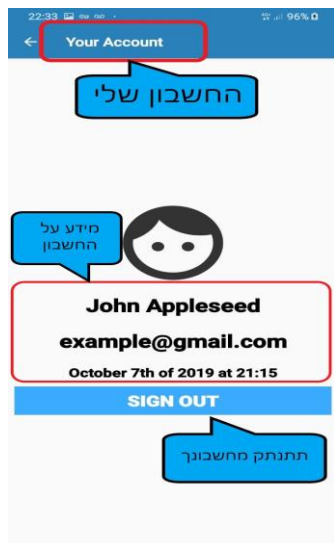 22:33
96%
Your Account
החשבון שלי
מידע על
החשבון
John Appleseed
example@gmail.com
October 7th of 2019 at 21:15
SIGN OUT
תתנתק מחשבונך